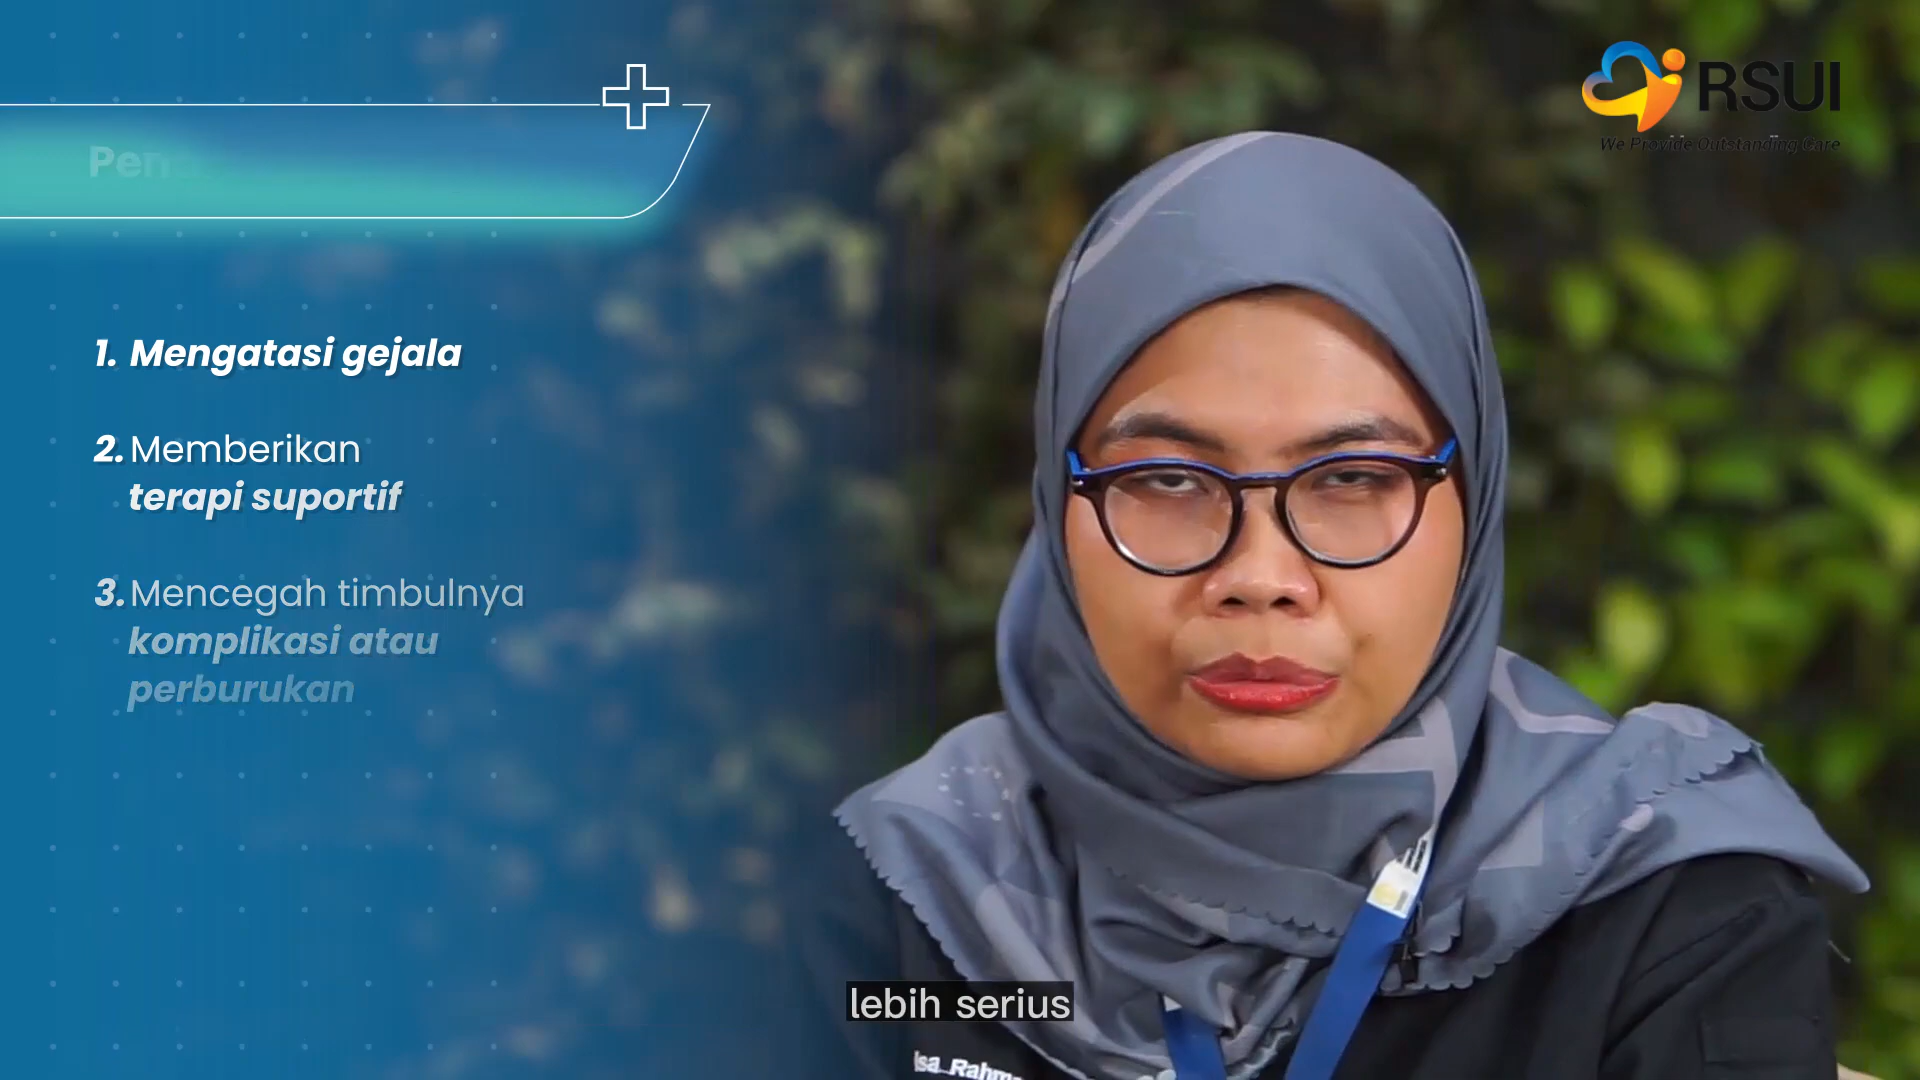 RSUI
We Provide Outstanding Care
1. Mengatasi gejala
2. Memberikan
terapi suportif
3. Mencegah timbulnya
komplikasi atau
perburukan
lebih serius